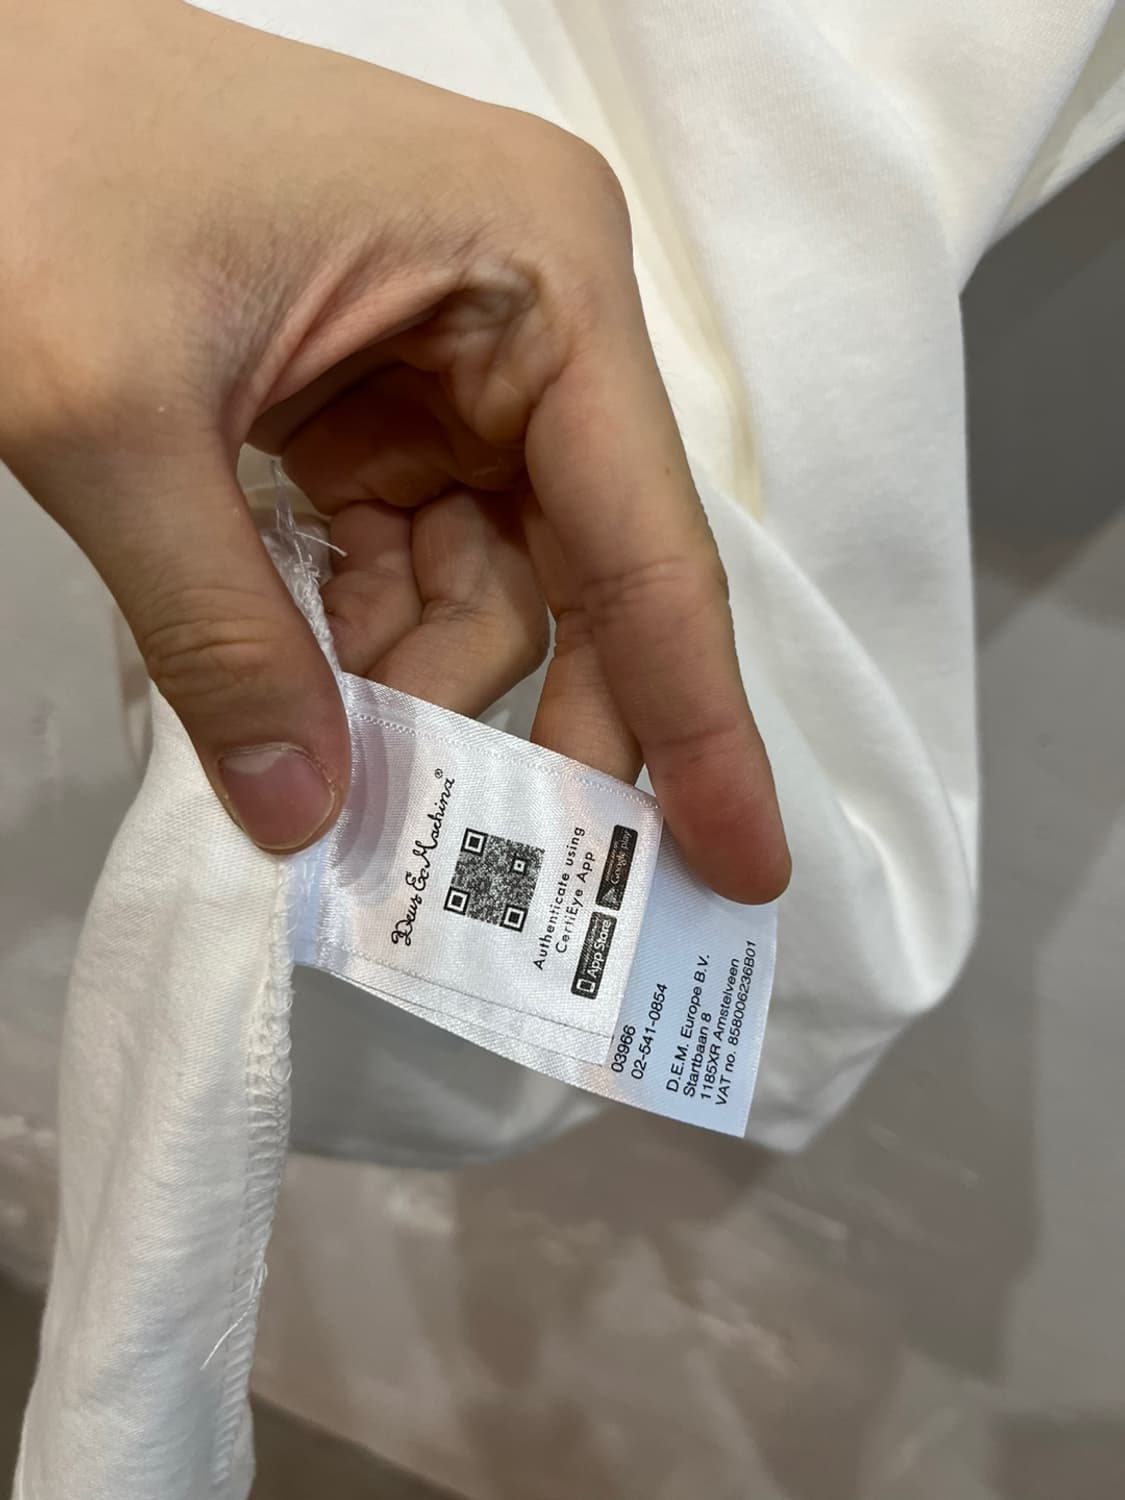 Deus Ex Machina®
Authenticate using
CertiEye App
App Store
Google play
03966
02-541-0854
D.E.M. Europe B.V.
Startbaan 8
1185XR Amstelveen
VAT no. 858006236B01